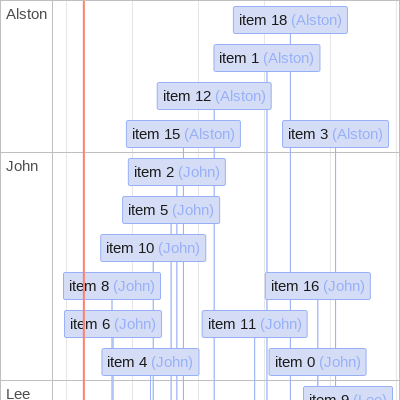 Alston
item 18 (Alston)
item 1 (Alston)
item 12 (Alston)
item 15 (Alston)
item 3 (Alston)
John
item 2 (John)
item 5 (John)
item 10 (John)
item 8 (John)
item 16 (John)
item 6 (John)
item 11 (John)
item 4 (John)
item 0 (John)
Lee
item 9 (Lee)